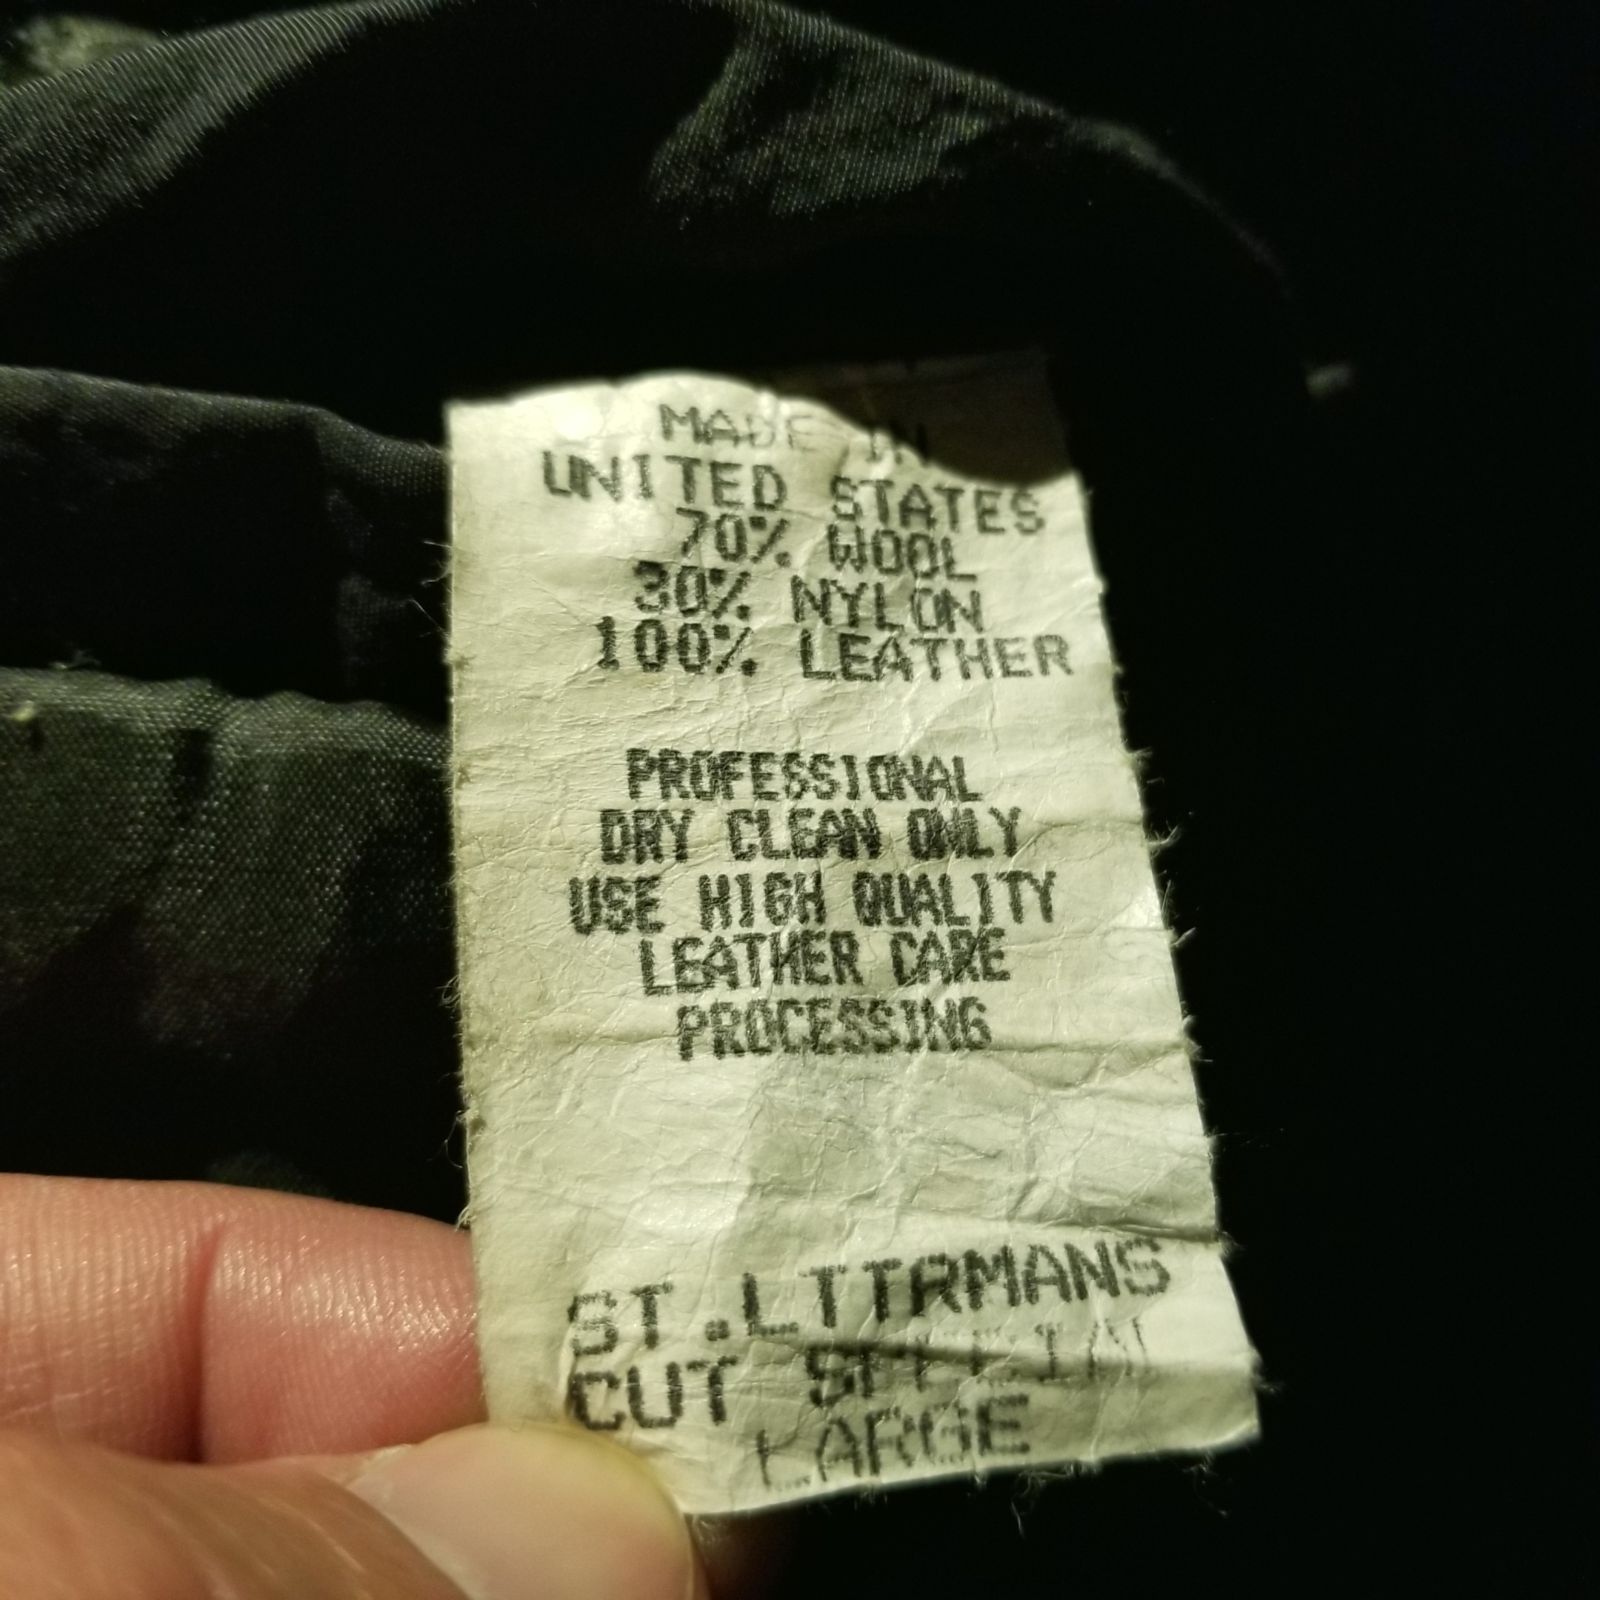 MADE IN
UNITED STATES
70% WOOL
30% NYLON
100% LEATHER
PROFESSIONAL
DRY CLEAN ONLY
USE HIGH QUALITY
LEATHER CARE
PROCESSING
ST.LTTRMANS
CUT
LARGE